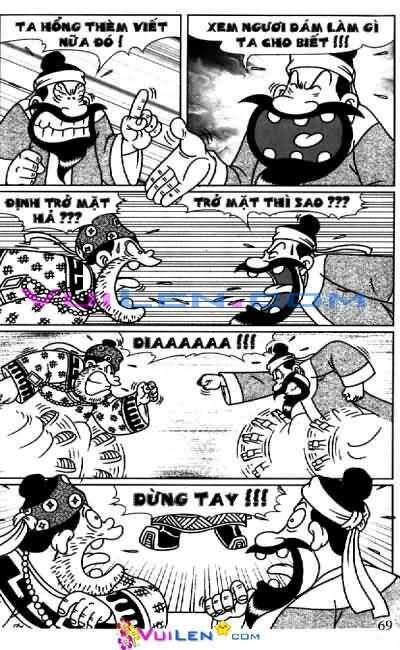 TA HỔNG THÈM VIẾT
NỮA ĐÓ !
XEM NGƯƠI DÁM LÀM GÌ
TA CHO BIẾT !!!
ĐỊNH TRỞ MẶT
HẢ ???
TRỞ MẶT THÌ SAO ???
VUILEN.COM
DIAAAAAA !!!
DỪNG TAY !!!
69
VUILEN.COM